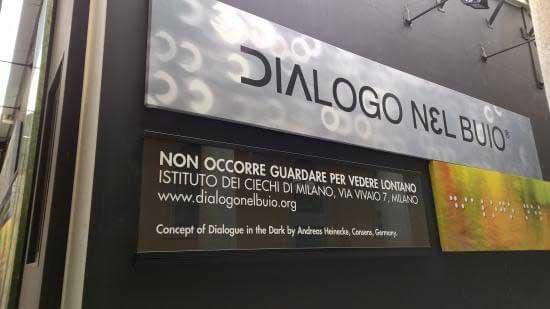 DIALOGO NEL BUIO®
NON OCCORRE GUARDARE PER VEDERE LONTANO
ISTITUTO DEI CIECHI DI MILANO, VIA VIVAIO 7, MILANO
www.dialogonelbuio.org
Concept of Dialogue in the Dark by Andreas Heinecke, Consens, Germany.